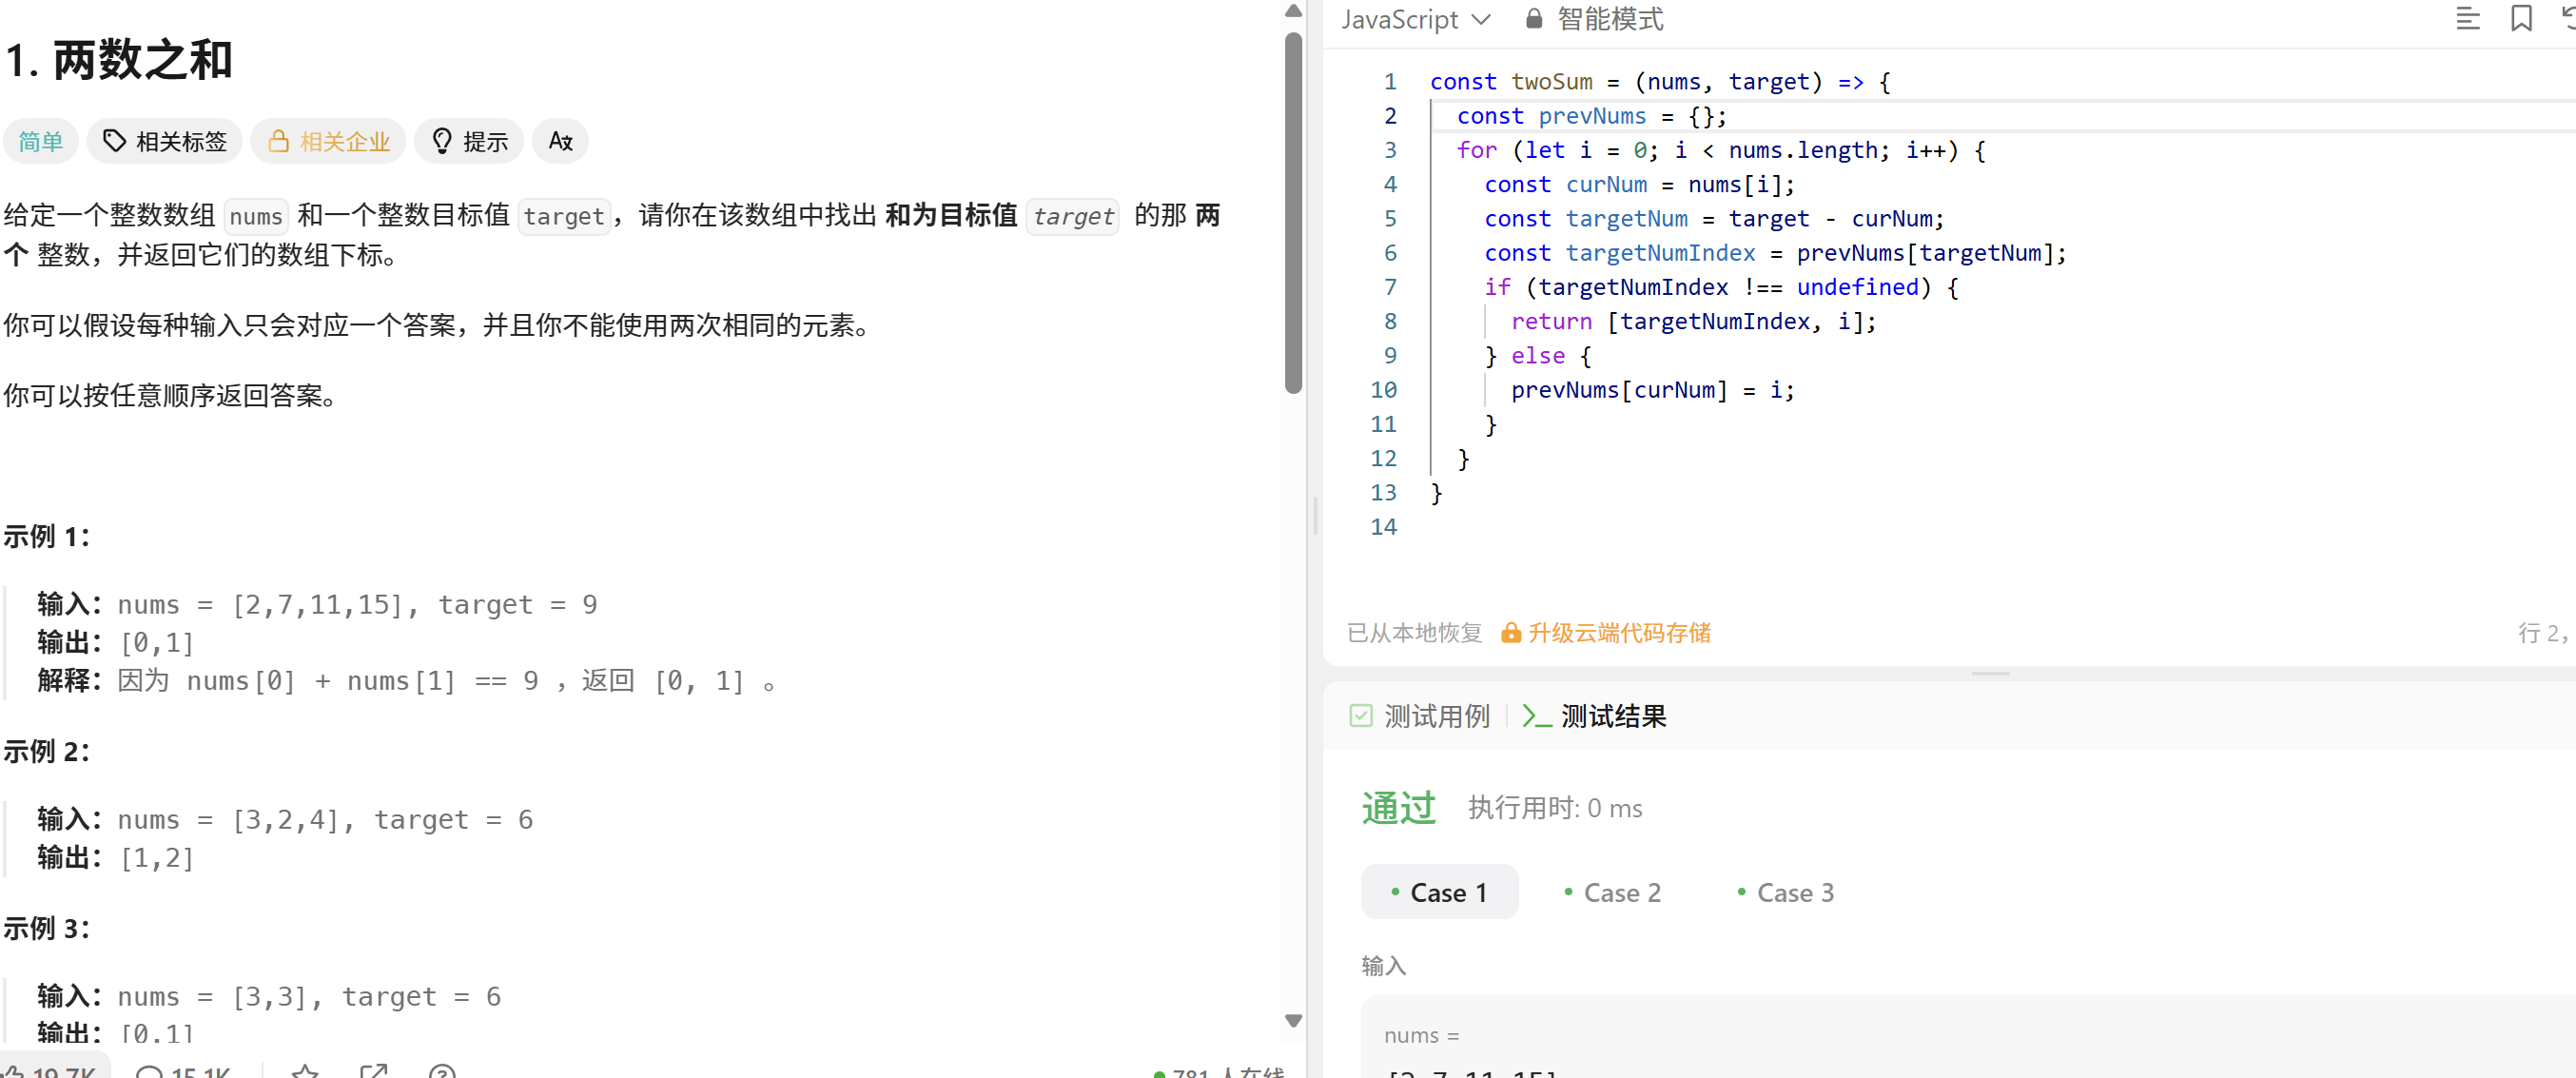 1. 两数之和
简单 相关标签 相关企业 提示
给定一个整数数组 nums 和一个整数目标值 target，请你在该数组中找出 和为目标值 target 的那 两
个 整数，并返回它们的数组下标。
你可以假设每种输入只会对应一个答案，并且你不能使用两次相同的元素。
你可以按任意顺序返回答案。
示例 1：
输入：nums = [2,7,11,15], target = 9
输出：[0,1]
解释：因为 nums[0] + nums[1] == 9 ，返回 [0, 1] 。
示例 2：
输入：nums = [3,2,4], target = 6
输出：[1,2]
示例 3：
输入：nums = [3,3], target = 6
输出：[0,1]
19.7K 15.1K 781 人在线
JavaScript 智能模式
1 const twoSum = (nums, target) => {
2 const prevNums = {};
3 for (let i = 0; i < nums.length; i++) {
4 const curNum = nums[i];
5 const targetNum = target - curNum;
6 const targetNumIndex = prevNums[targetNum];
7 if (targetNumIndex !== undefined) {
8 return [targetNumIndex, i];
9 } else {
10 prevNums[curNum] = i;
11 }
12 }
13 }
14
已从本地恢复 升级云端代码存储 行 2,
测试用例 测试结果
通过 执行用时: 0 ms
Case 1 Case 2 Case 3
输入
nums =
[2,7,11,15]